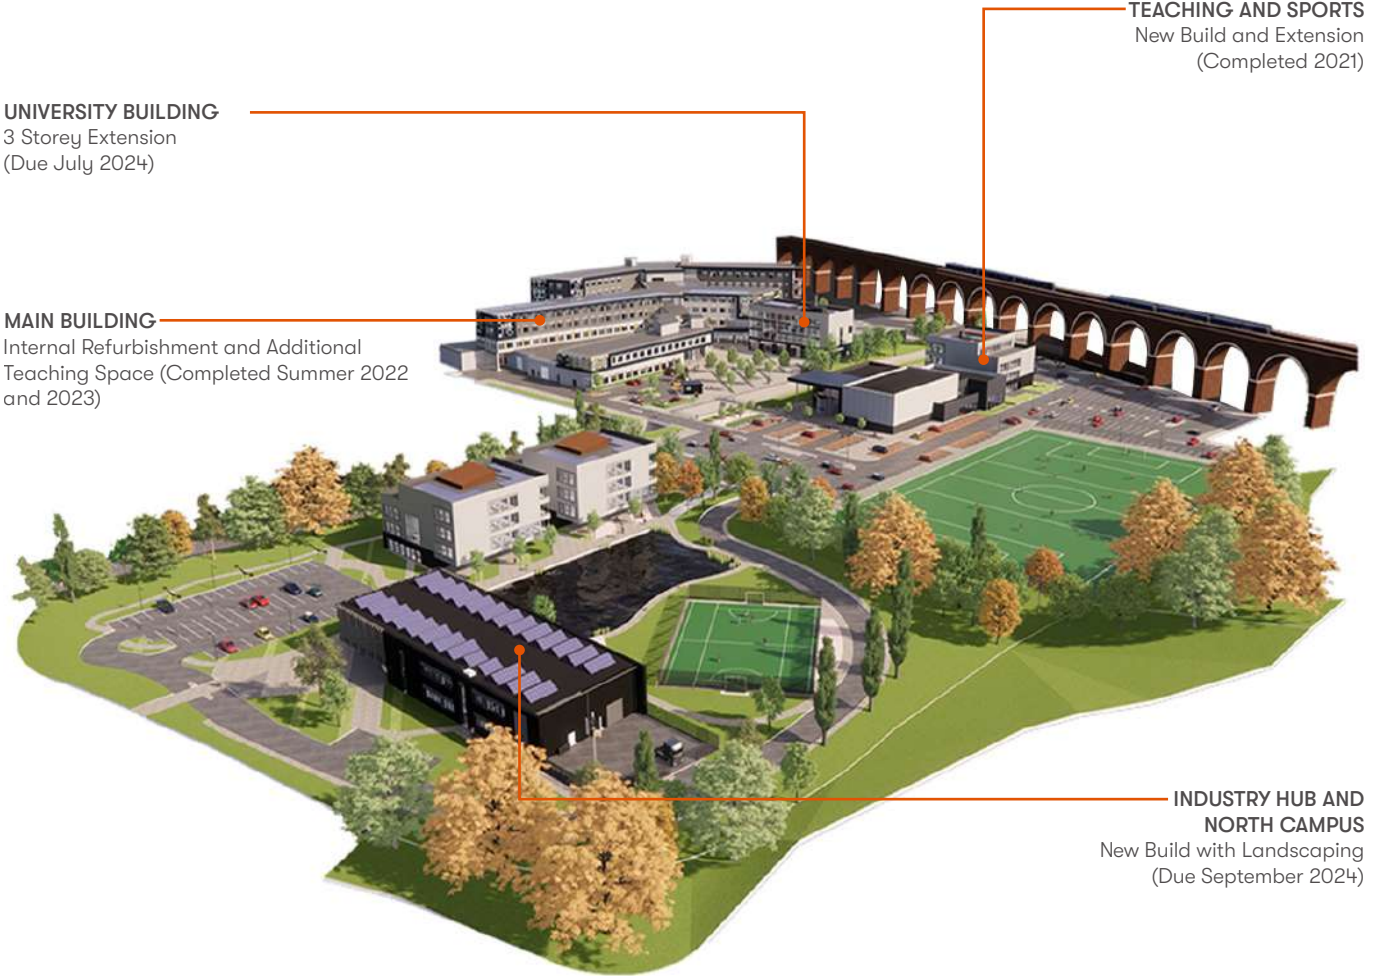 TEACHING AND SPORTS
New Build and Extension
(Completed 2021)
UNIVERSITY BUILDING
3 Storey Extension
(Due July 2024)
MAIN BUILDING
Internal Refurbishment and Additional
Teaching Space (Completed Summer 2022
and 2023)
INDUSTRY HUB AND
NORTH CAMPUS
New Build with Landscaping
(Due September 2024)